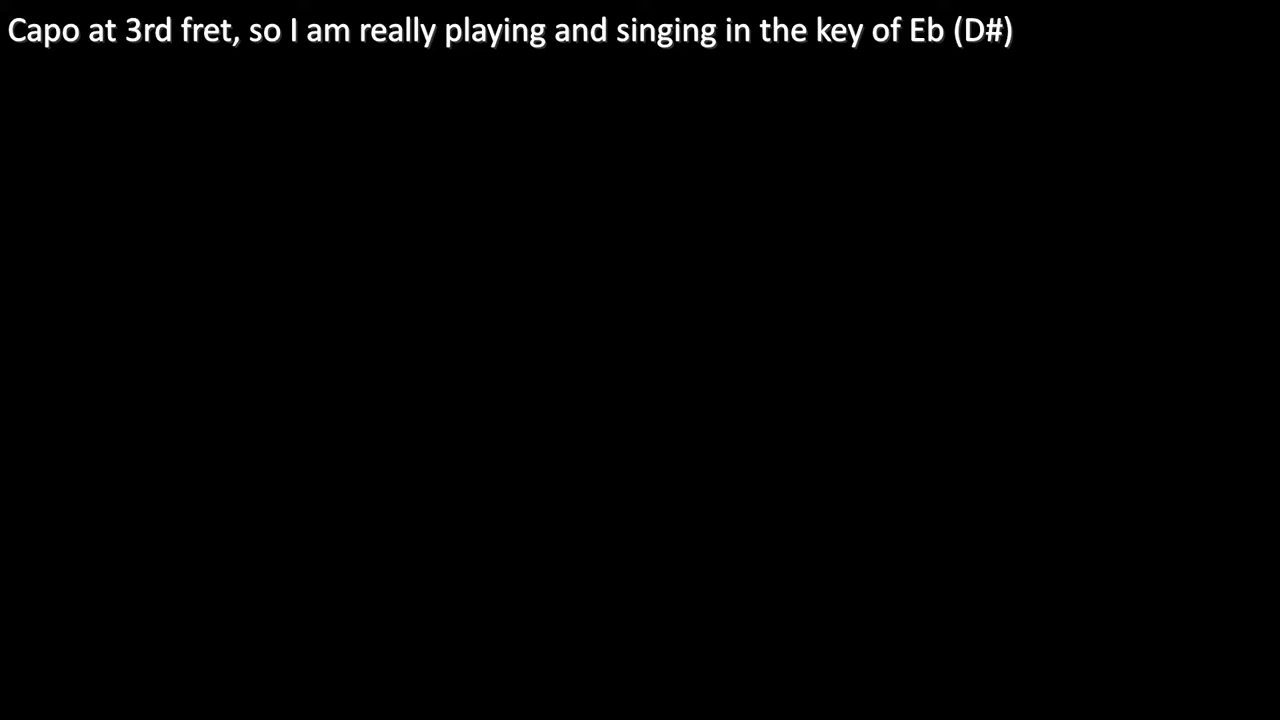 Capo at 3rd fret, so I am really playing and singing in the key of Eb (D#)